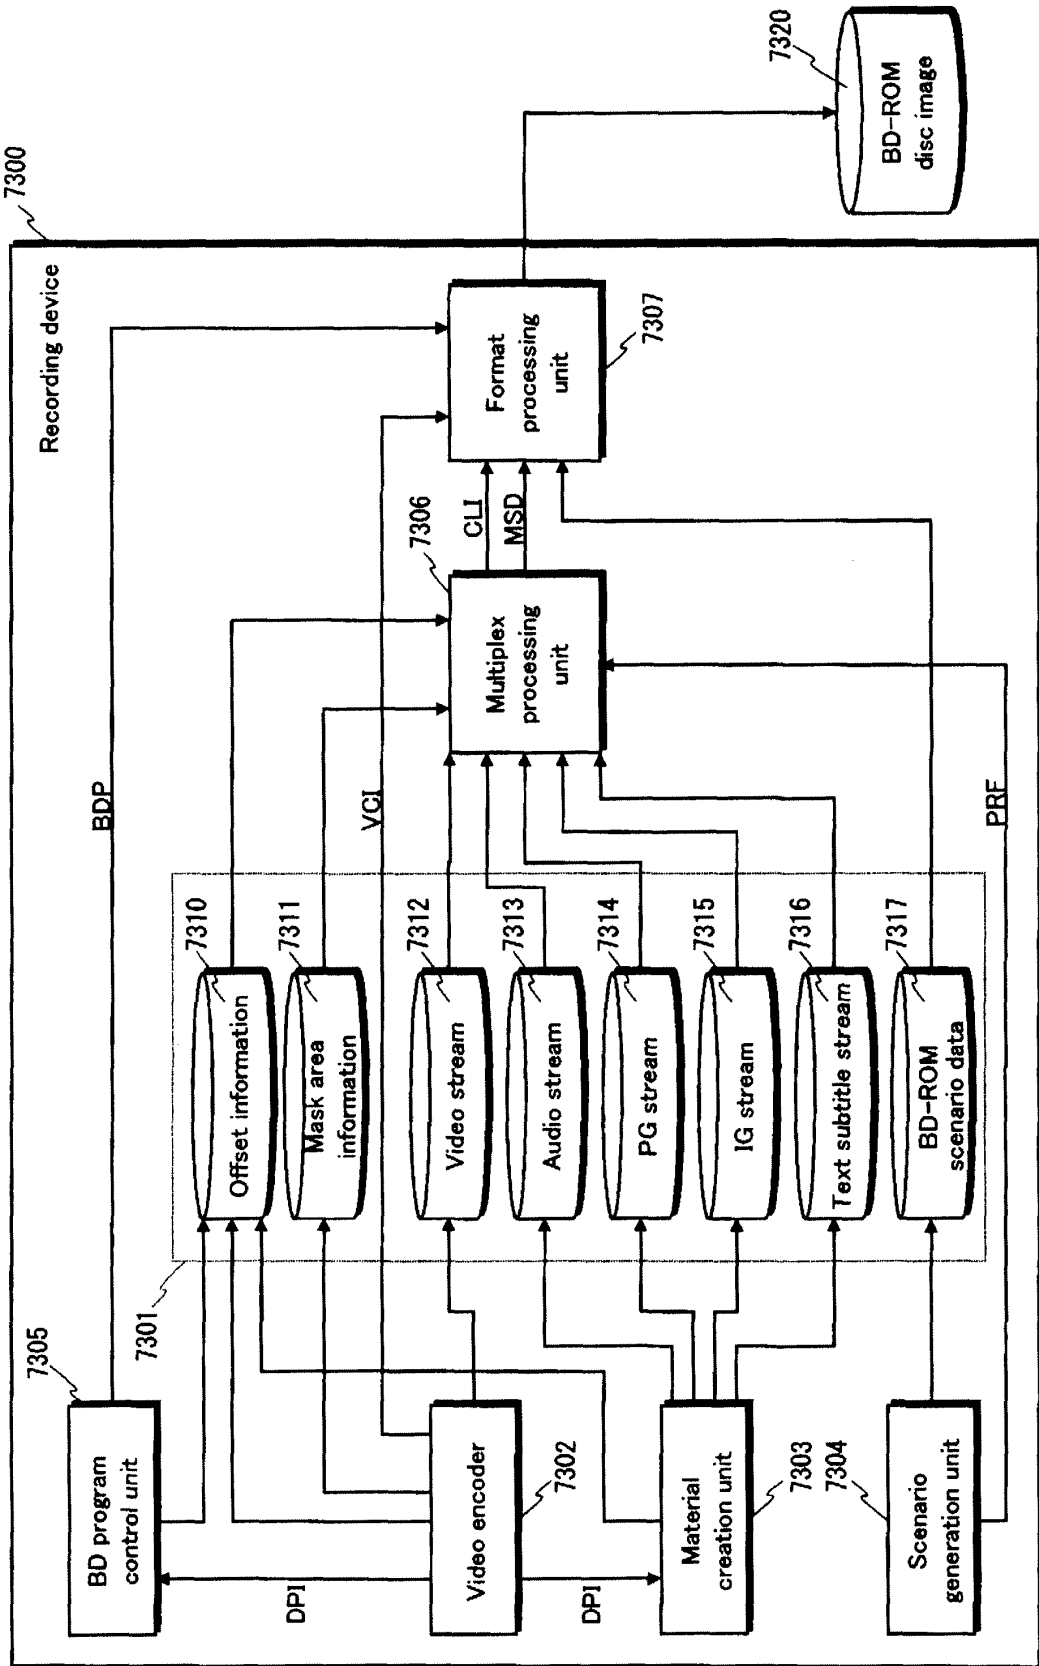 7300
Recording device
7305
BD program
control unit
BDP
7301
7310
Offset information
7311
Mask area
information
DPI
VCI
Video encoder
7302
7312
Video stream
7313
Audio stream
7306
Multiplex
processing
unit
CLI
MSD
Format
processing
unit
7307
7320
BD-ROM
disc image
DPI
Material
creation unit
7303
7314
PG stream
7315
IG stream
7316
Text subtitle stream
7304
Scenario
generation unit
7317
BD-ROM
scenario data
PRF